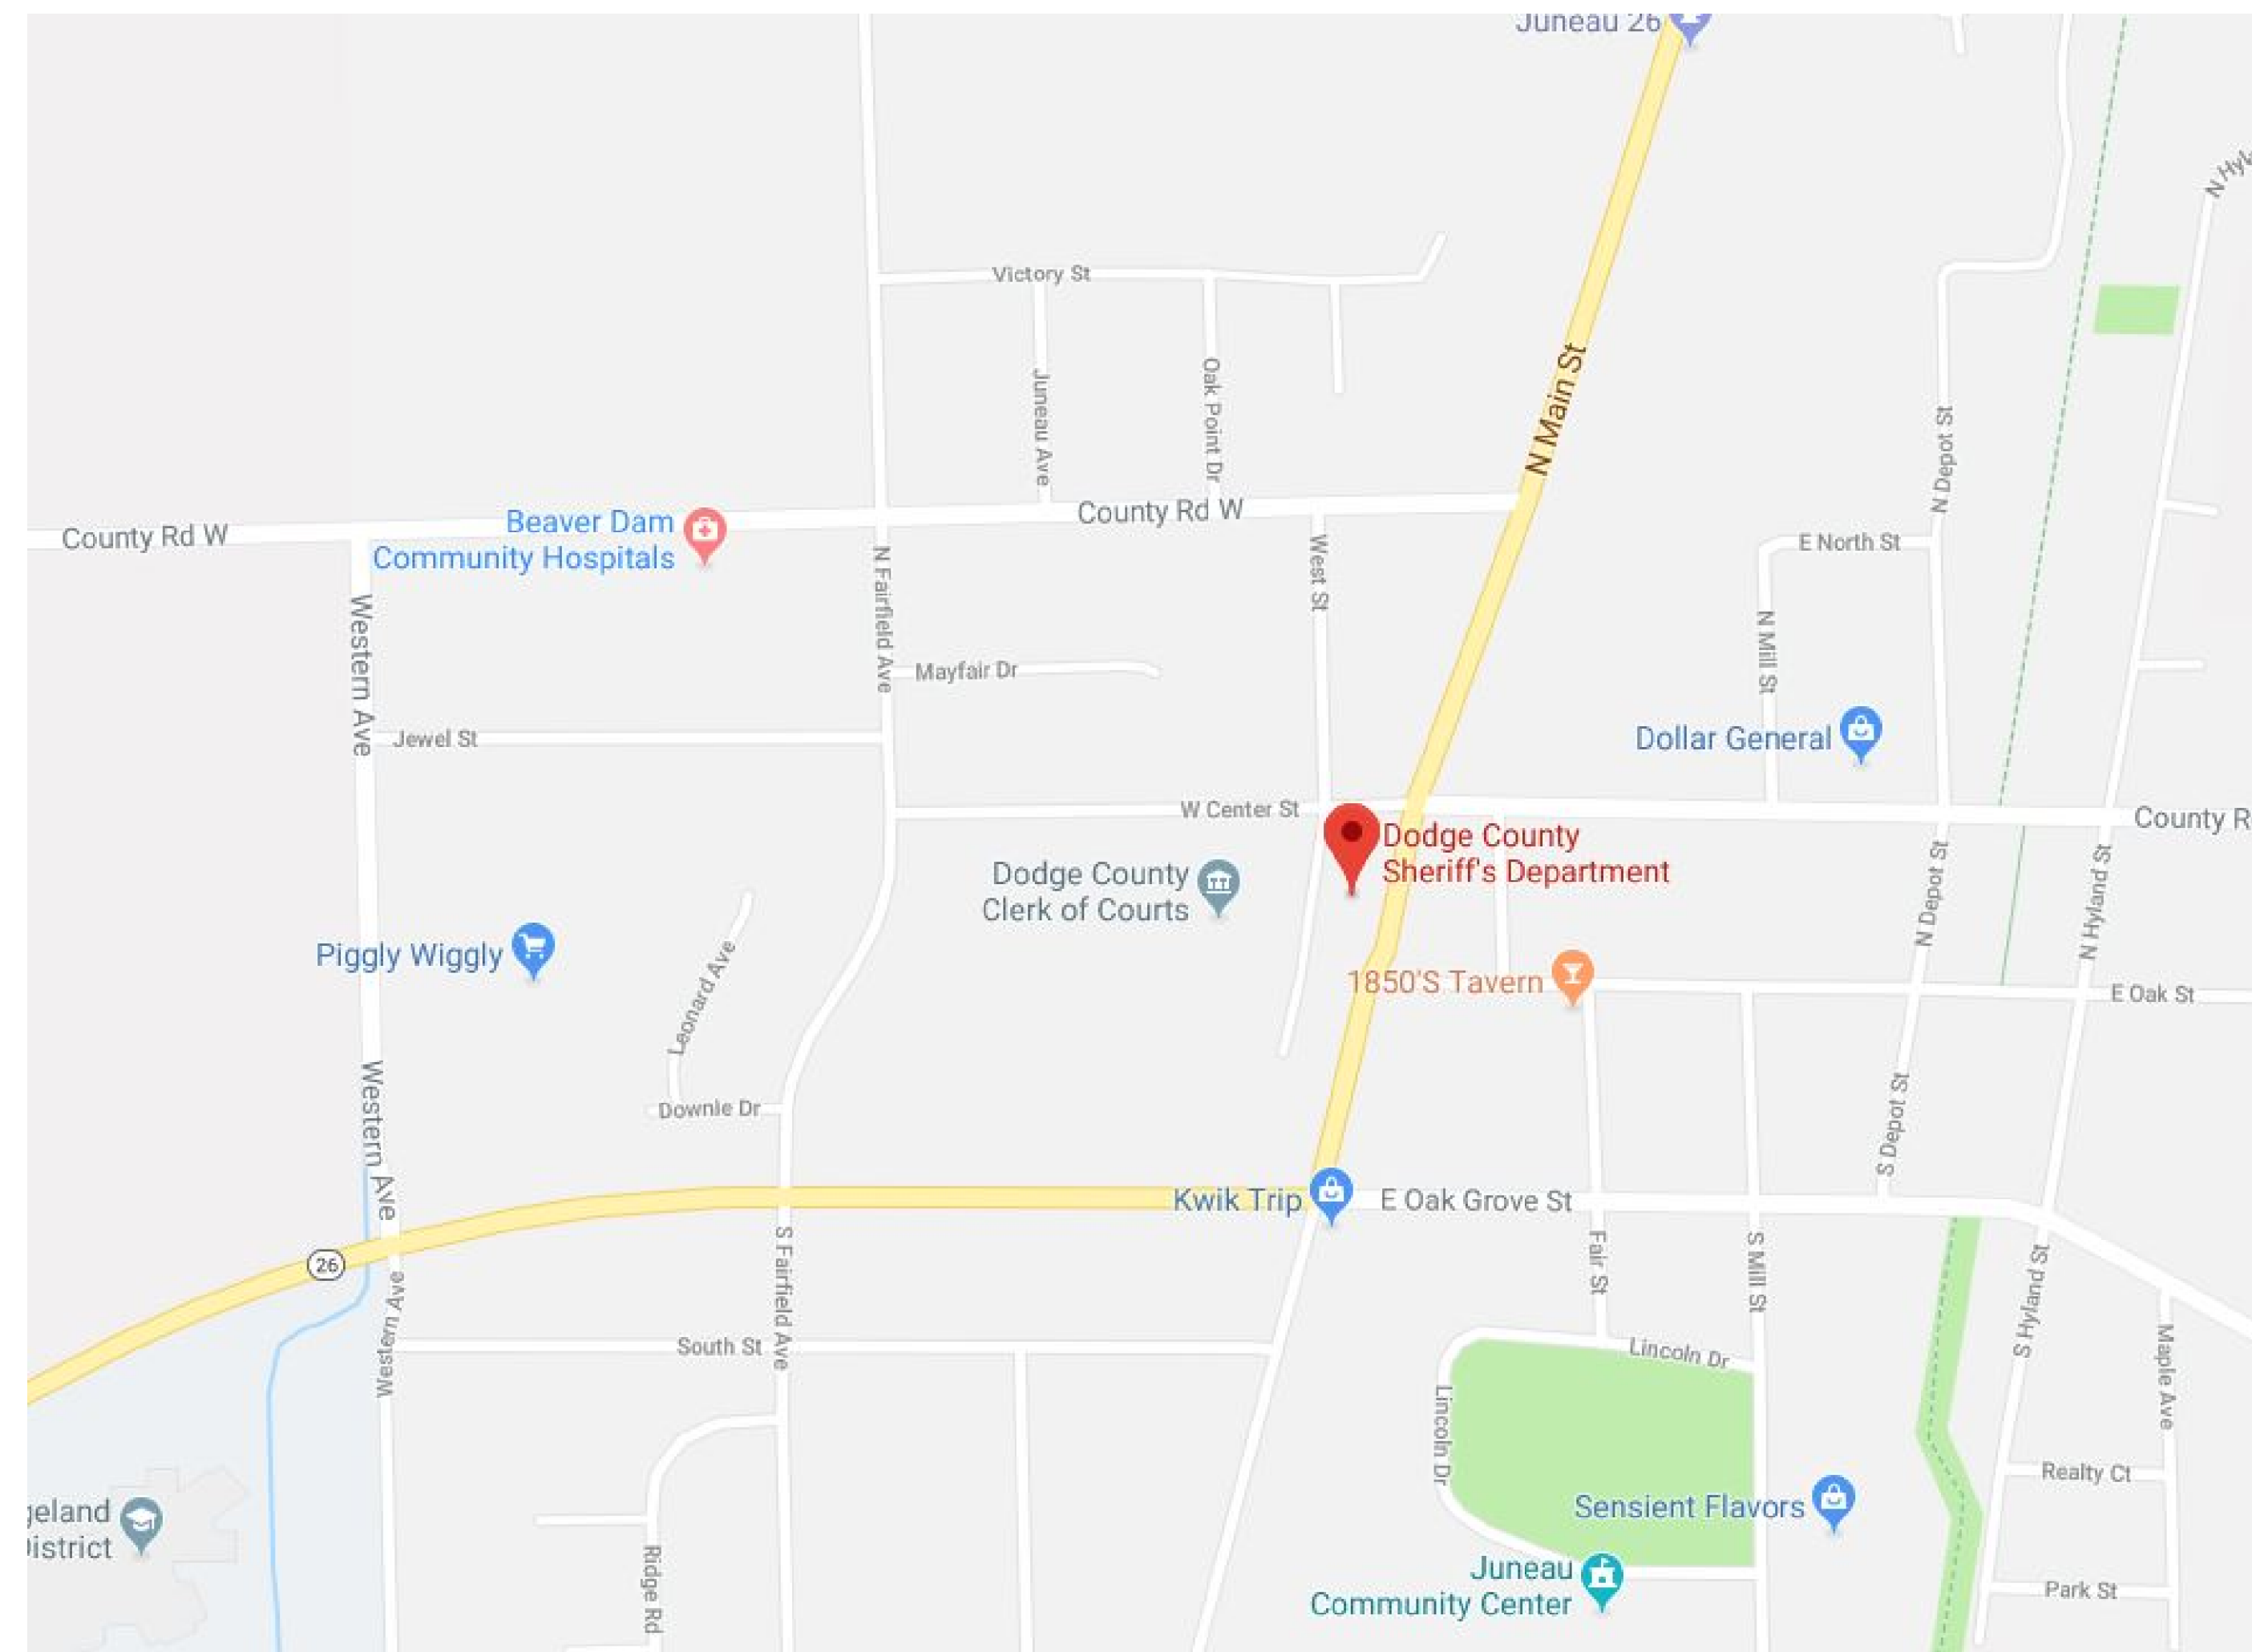 Juneau 26
N Hyl
Victory St
Juneau Ave
Oak Point Dr
N Main St
N Depot St
County Rd W
Beaver Dam
Community Hospitals
County Rd W
E North St
Western Ave
N Fairfield Ave
West St
N Mill St
Mayfair Dr
Jewel St
Dollar General
W Center St
County R
Dodge County
Sheriff's Department
Dodge County
Clerk of Courts
N Depot St
N Hyland St
Piggly Wiggly
Leonard Ave
1850'S Tavern
E Oak St
Western Ave
Downie Dr
S Depot St
Kwik Trip
E Oak Grove St
26
Western Ave
S Fairfield Ave
Fair St
S Mill St
S Hyland St
South St
Lincoln Dr
Maple Ave
Lincoln Dr
Realty Ct
geland
District
Sensient Flavors
Ridge Rd
Juneau
Community Center
Park St